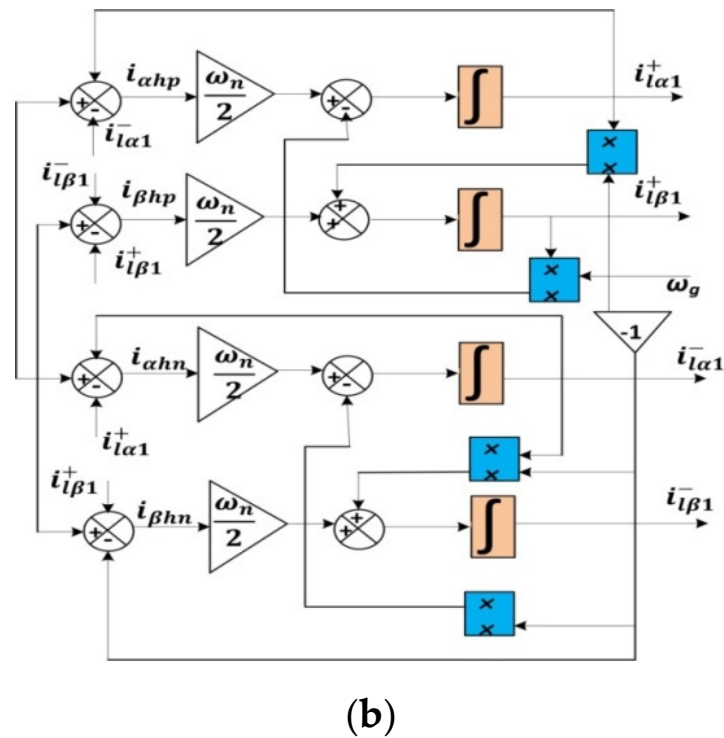 i_{αhp} ω_n/2 + - + - ∫ i_{lα1}^+
i_{lα1}^- × ×
i_{lβ1}^- i_{βhp} ω_n/2 + - + + ∫ i_{lβ1}^+
i_{lβ1}^+ × × ω_g
-1
i_{αhn} ω_n/2 + - + - ∫ i_{lα1}^-
i_{lα1}^+ × ×
i_{lβ1}^+ i_{βhn} ω_n/2 + - + + ∫ i_{lβ1}^-
× ×
(b)